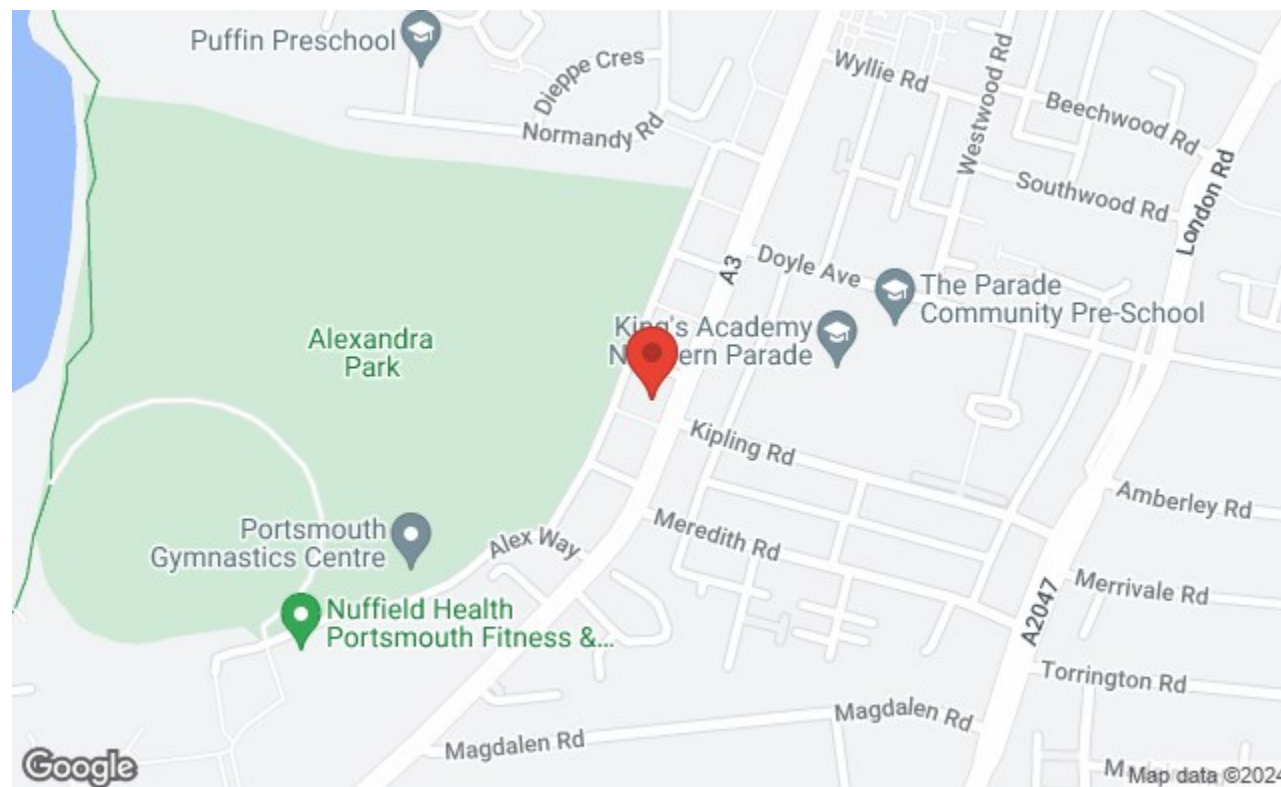 Puffin Preschool
Dieppe Cres
Normandy Rd
Wyllie Rd
Westwood Rd
Beechwood Rd
Southwood Rd
London Rd
A3
Doyle Ave
The Parade
Community Pre-School
King's Academy
Alexandra
Park
Parade
Kipling Rd
Amberley Rd
Portsmouth
Gymnastics Centre
Alex Way
Meredith Rd
Merrivale Rd
Nuffield Health
Portsmouth Fitness &...
A2047
Torrington Rd
Magdalen Rd
Magdalen Rd
Google
Map data ©2024